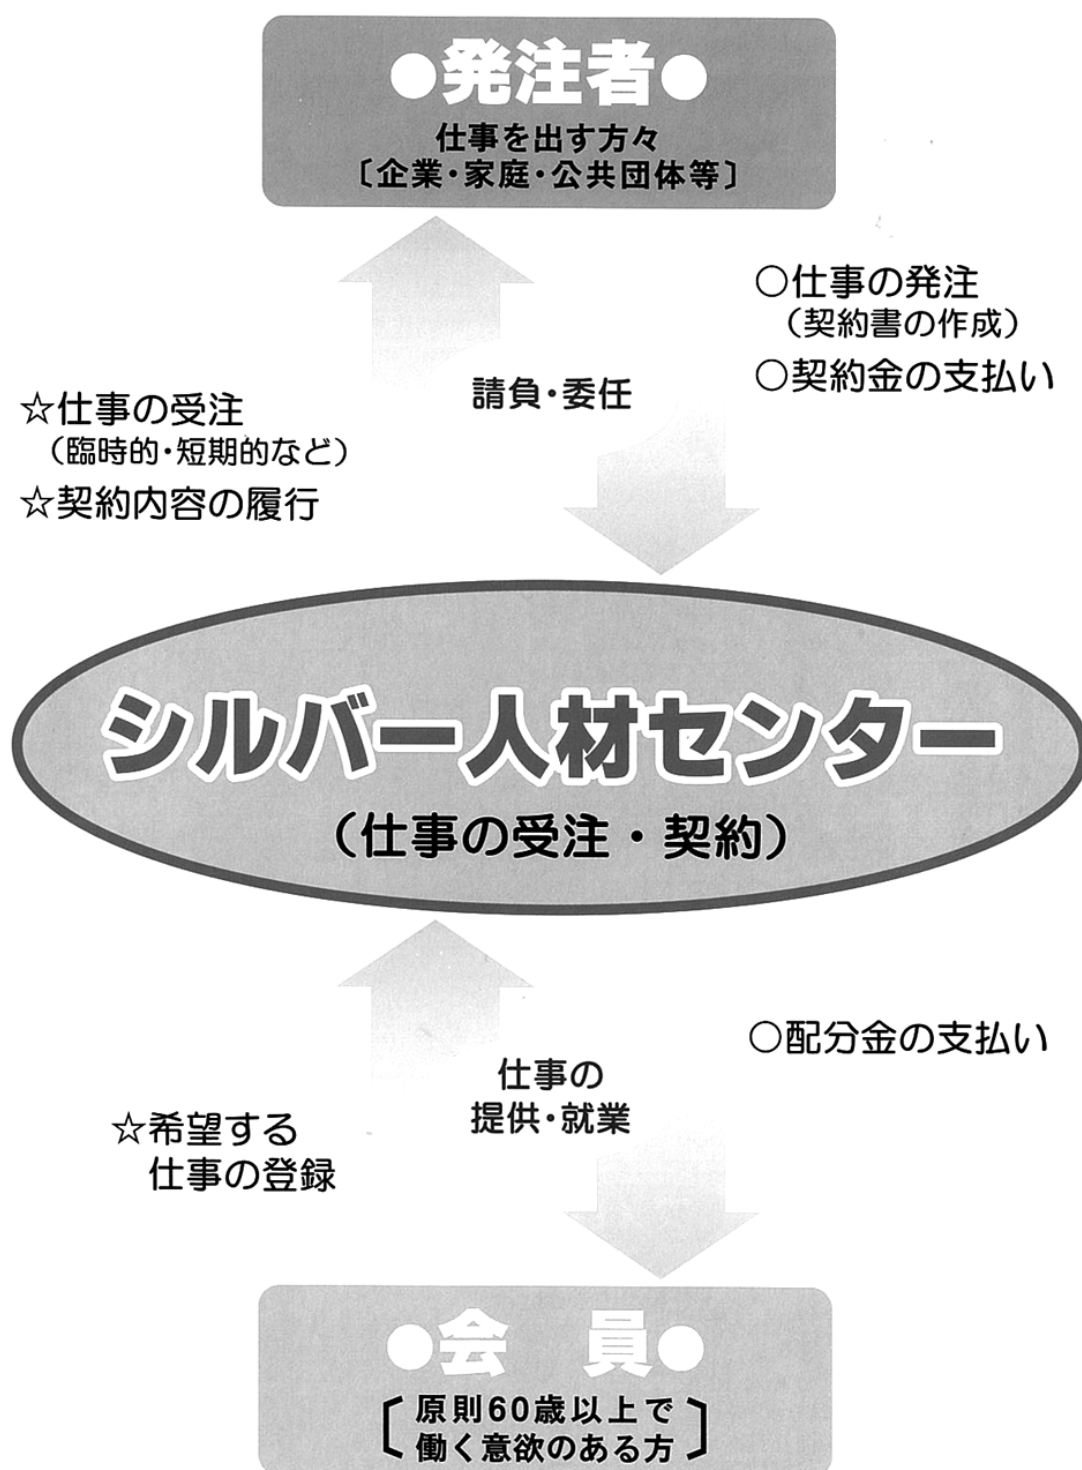 ●発注者●
仕事を出す方々
〔企業・家庭・公共団体等〕
○仕事の発注
（契約書の作成）
○契約金の支払い
請負・委任
☆仕事の受注
（臨時的・短期的など）
☆契約内容の履行
シルバー人材センター
（仕事の受注・契約）
○配分金の支払い
仕事の
提供・就業
☆希望する
仕事の登録
●会　員●
〔原則60歳以上で
働く意欲のある方〕